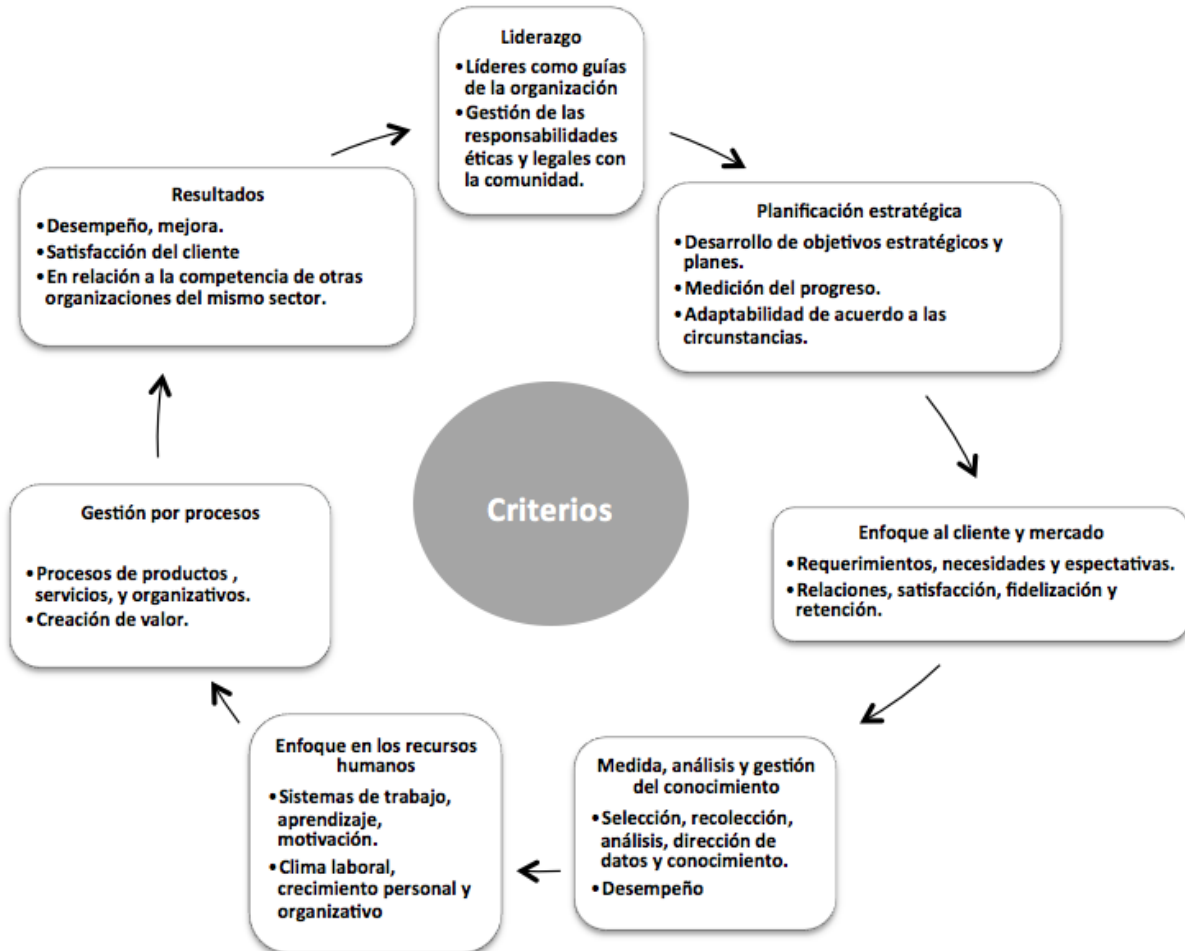 Liderazgo
•Líderes como guías
de la organización
•Gestión de las
responsabilidades
éticas y legales con
la comunidad.
Planificación estratégica
•Desarrollo de objetivos estratégicos y
planes.
•Medición del progreso.
•Adaptabilidad de acuerdo a las
circunstancias.
Enfoque al cliente y mercado
•Requerimientos, necesidades y espectativas.
•Relaciones, satisfacción, fidelización y
retención.
Medida, análisis y gestión
del conocimiento
•Selección, recolección,
análisis, dirección de
datos y conocimiento.
•Desempeño
Enfoque en los recursos
humanos
•Sistemas de trabajo,
aprendizaje,
motivación.
•Clima laboral,
crecimiento personal y
organizativo
Gestión por procesos
•Procesos de productos ,
servicios, y organizativos.
•Creación de valor.
Resultados
•Desempeño, mejora.
•Satisfacción del cliente
•En relación a la competencia de otras
organizaciones del mismo sector.
Criterios